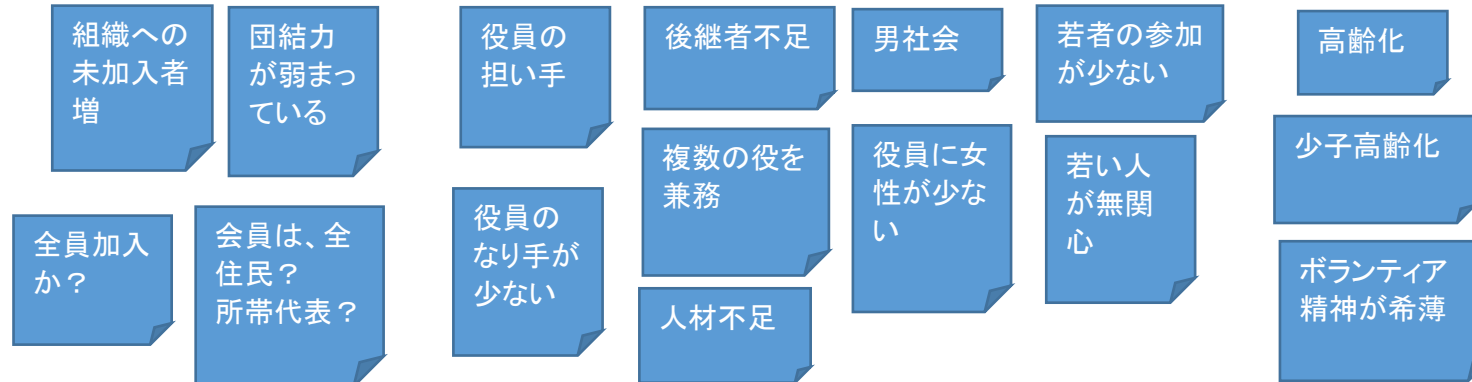 組織への
未加入者
増
団結力
が弱まっ
ている
役員の
担い手
後継者不足
男社会
若者の参加
が少ない
高齢化
少子高齢化
複数の役を
兼務
役員に女
性が少な
い
若い人
が無関
心
全員加入
か？
会員は、全
住民？
所帯代表？
役員の
なり手が
少ない
人材不足
ボランティア
精神が希薄